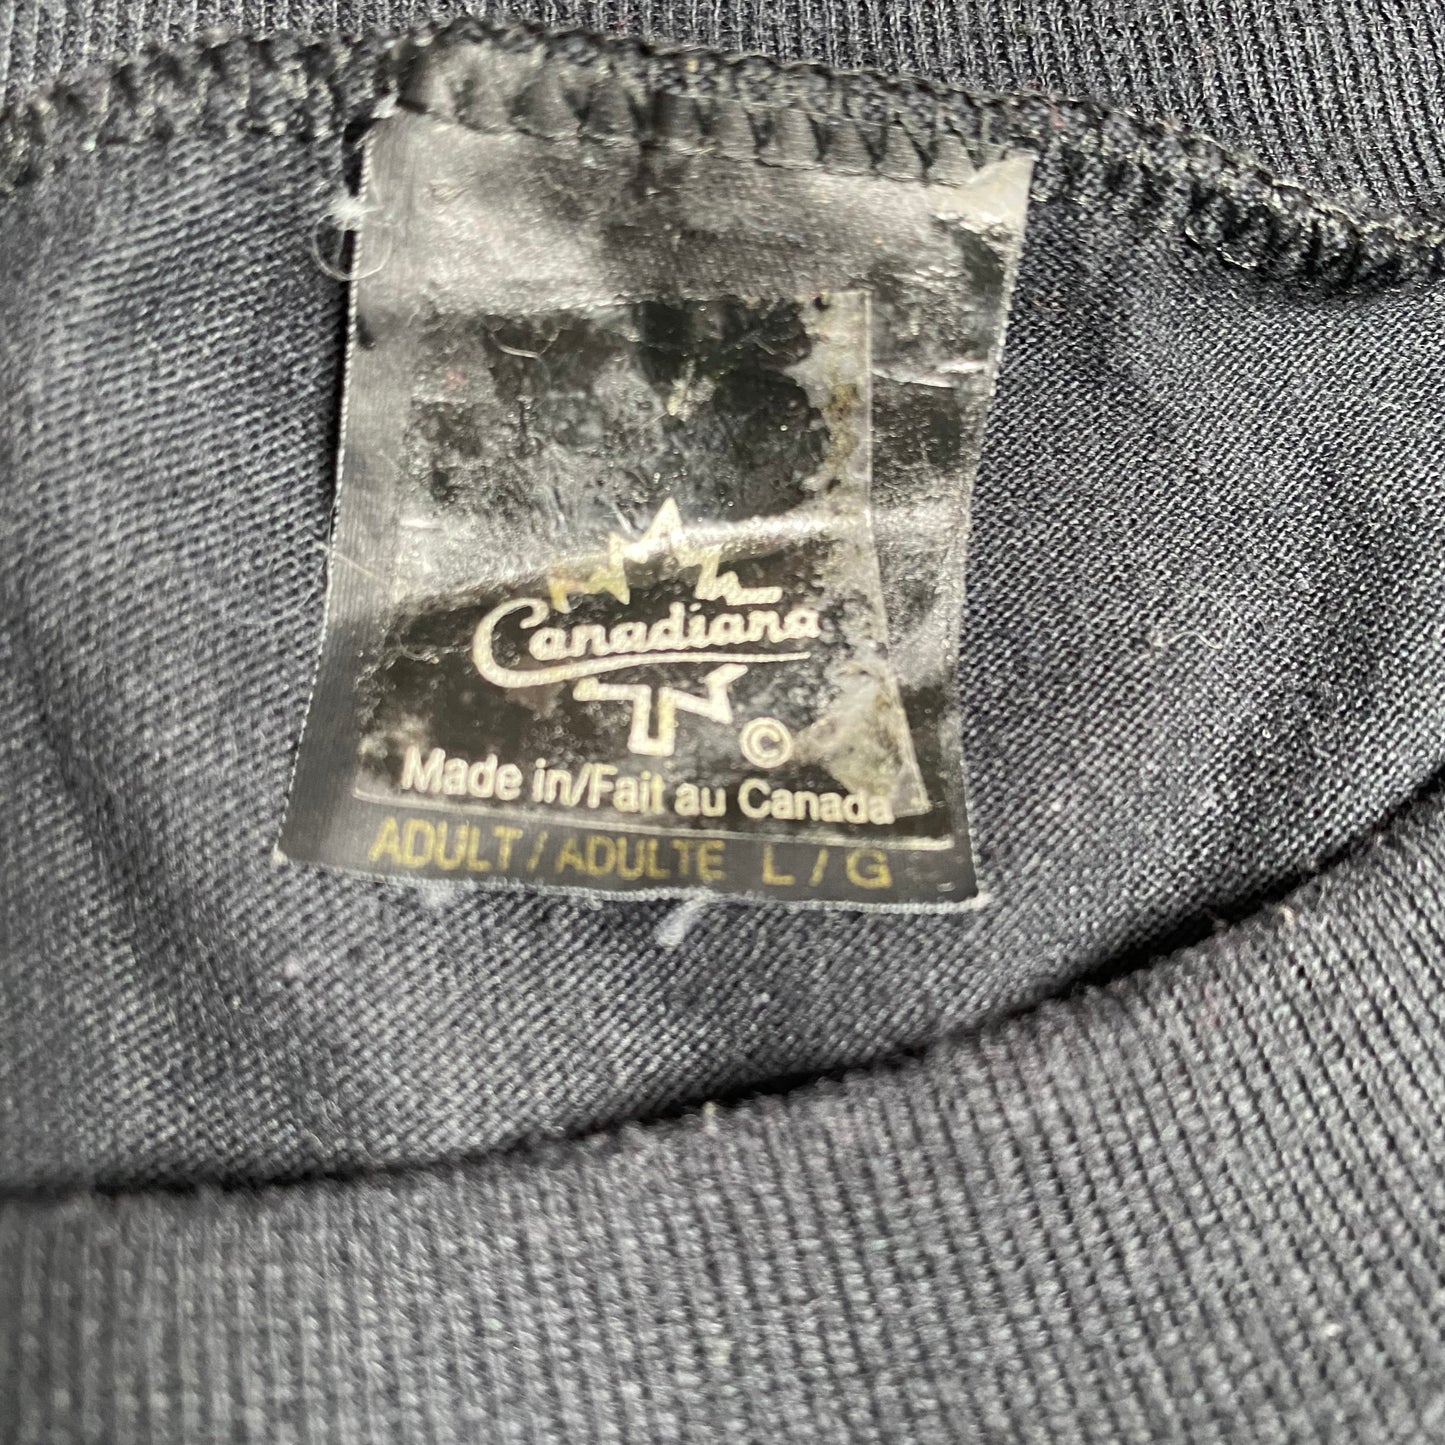 Canadiana
©
Made in/Fait au Canada
ADULT / ADULTE L / G